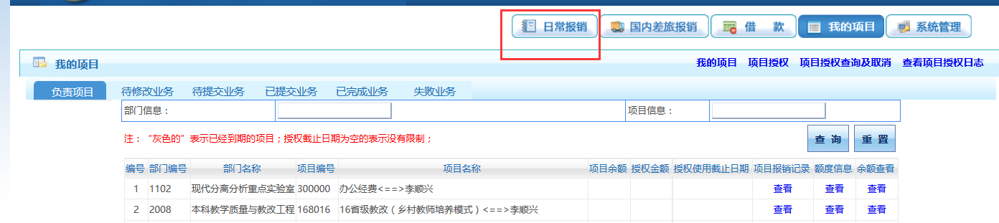 日常报销 国内差旅报销 借 款 我的项目 系统管理
我的项目 我的项目 项目授权 项目授权查询及取消 查看项目授权日志
负责项目 待修改业务 待提交业务 已提交业务 已完成业务 失败业务
部门信息： 项目信息：
注：“灰色的”表示已经到期的项目；授权截止日期为空的表示没有限制； 查 询 重 置
编号 部门编号 部门名称 项目编号 项目名称 项目余额 授权金额 授权使用截止日期 项目报销记录 额度信息 余额查看
1 1102 现代分离分析重点实验室 300000 办公经费<==>李顺兴 查看 查看 查看
2 2008 本科教学质量与教改工程 168016 16省级教改（乡村教师培养模式）<==>李顺兴 查看 查看 查看